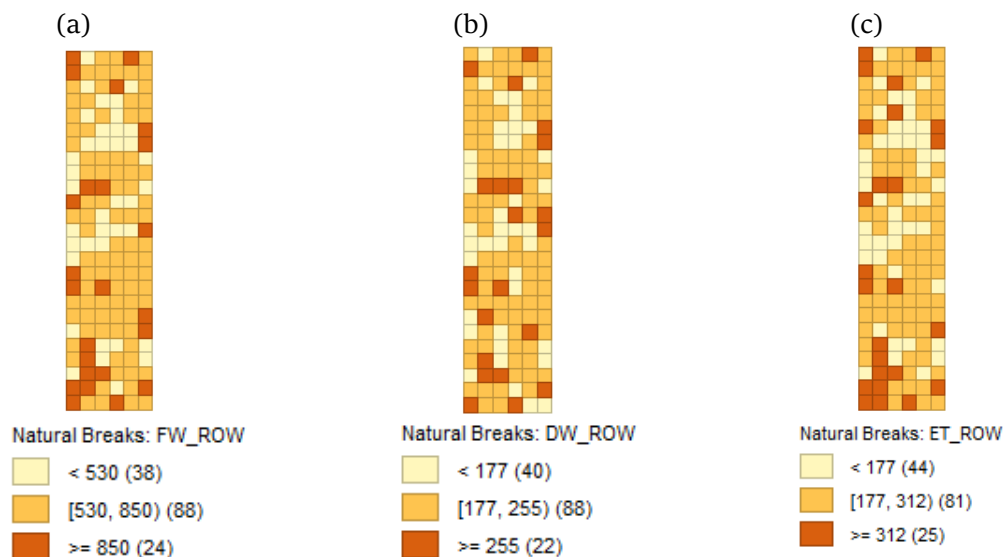 (a)
Natural Breaks: FW_ROW
< 530 (38)
[530, 850) (88)
>= 850 (24)
(b)
Natural Breaks: DW_ROW
< 177 (40)
[177, 255) (88)
>= 255 (22)
(c)
Natural Breaks: ET_ROW
< 177 (44)
[177, 312) (81)
>= 312 (25)